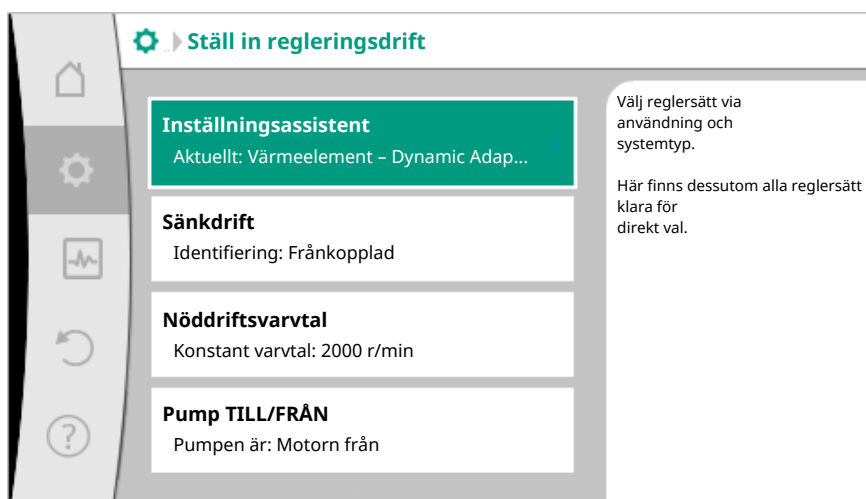 Ställ in regleringsdrift
Inställningsassistent
Aktuellt: Värmeelement – Dynamic Adap...
Sänkdrift
Identifiering: Frånkopplad
Nöddriftsvarvtal
Konstant varvtal: 2000 r/min
Pump TILL/FRÅN
Pumpen är: Motorn från
Välj reglersätt via
användning och
systemtyp.
Här finns dessutom alla reglersätt
klara för
direkt val.